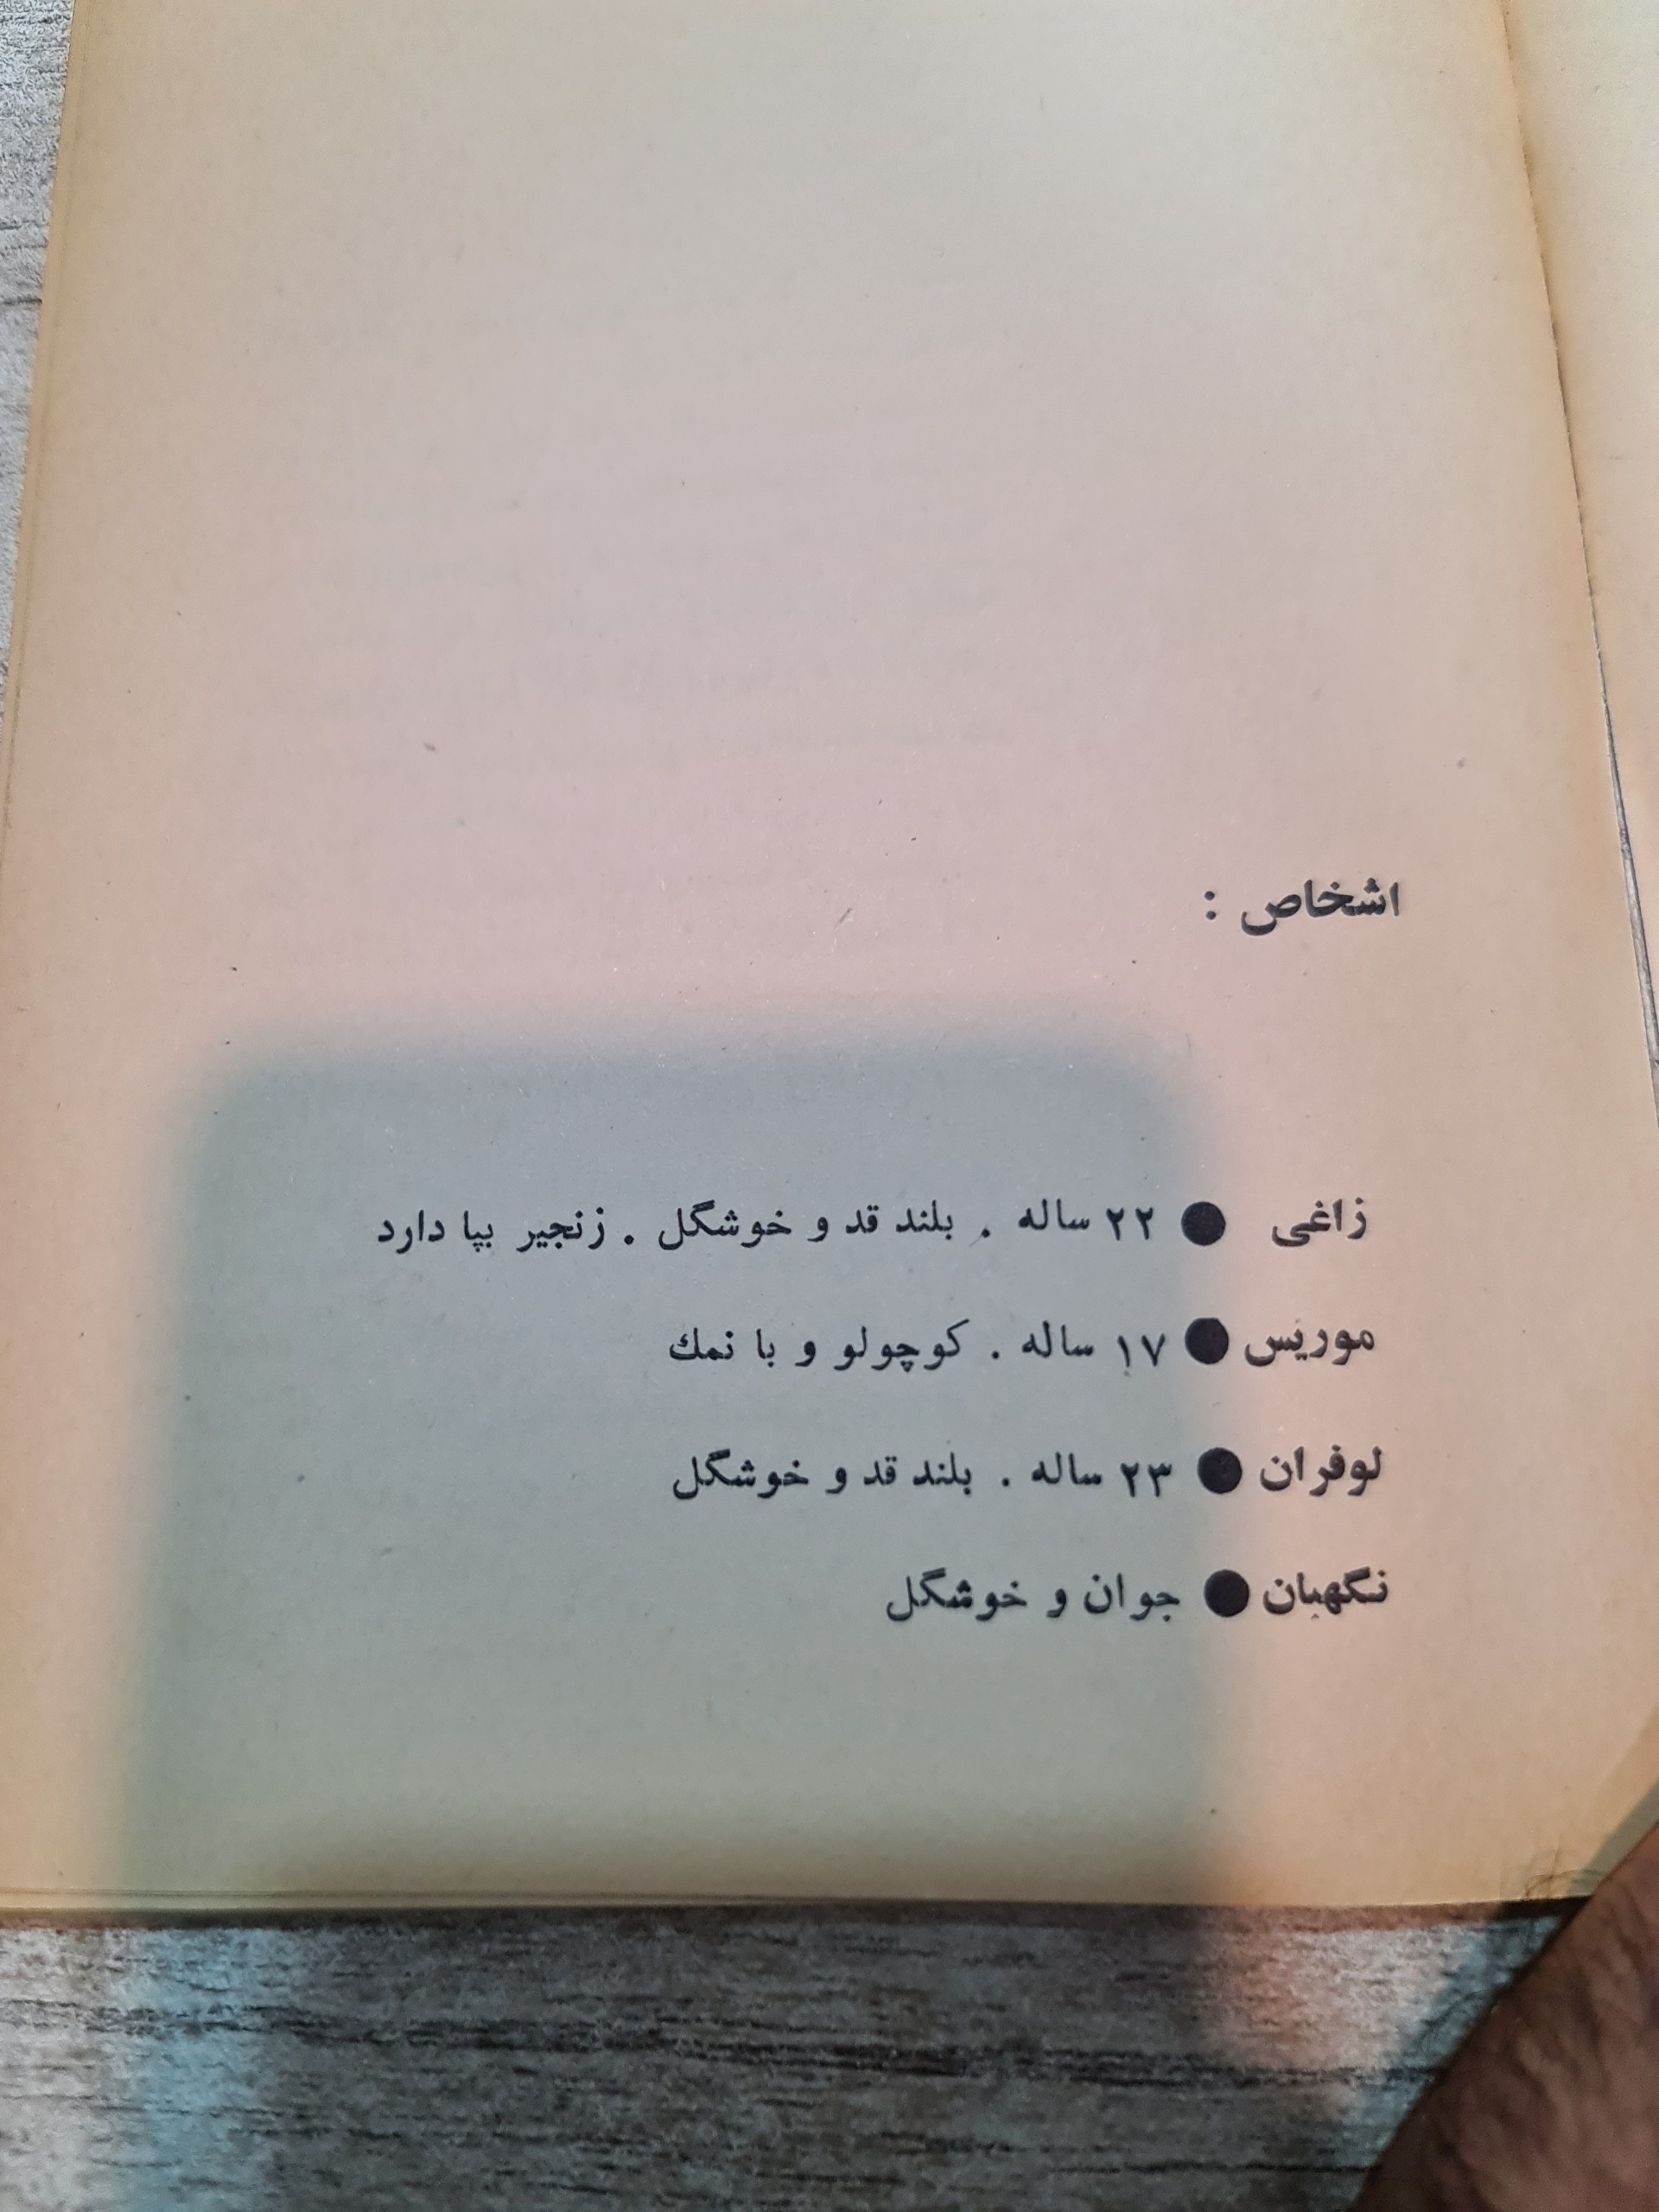 اشخاص :
زاغی ● ۲۲ ساله . بلند قد و خوشگل . زنجیر بپا دارد
موریس ● ۱۷ ساله . کوچولو و با نمك
لوفران ● ۲۳ ساله . بلند قد و خوشگل
نگهبان ● جوان و خوشگل